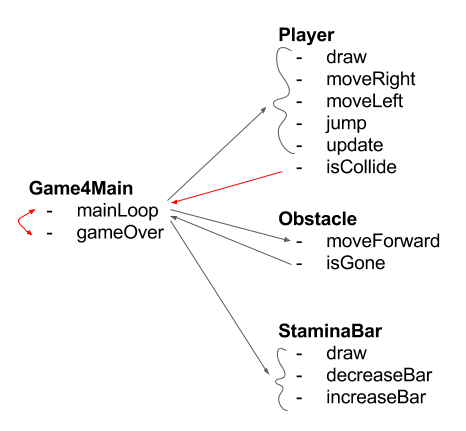 Player
- draw
- moveRight
- moveLeft
- jump
- update
- isCollide
Game4Main
- mainLoop
- gameOver
Obstacle
- moveForward
- isGone
StaminaBar
- draw
- decreaseBar
- increaseBar